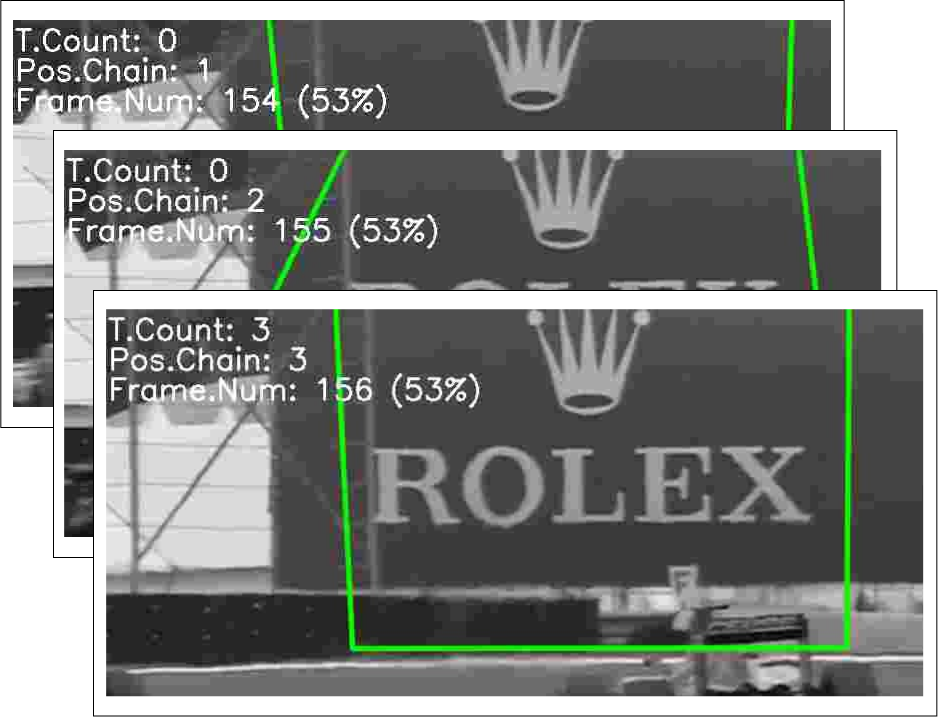 T.Count: 0
Pos.Chain: 1
Frame.Num: 154 (53%)
T.Count: 0
Pos.Chain: 2
Frame.Num: 155 (53%)
ROLEX
T.Count: 3
Pos.Chain: 3
Frame.Num: 156 (53%)
ROLEX